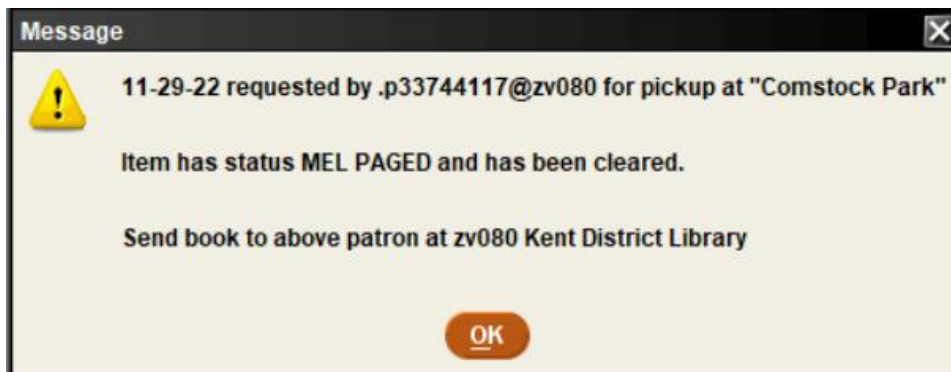 Message
11-29-22 requested by .p33744117@zv080 for pickup at "Comstock Park"
Item has status MEL PAGED and has been cleared.
Send book to above patron at zv080 Kent District Library
OK